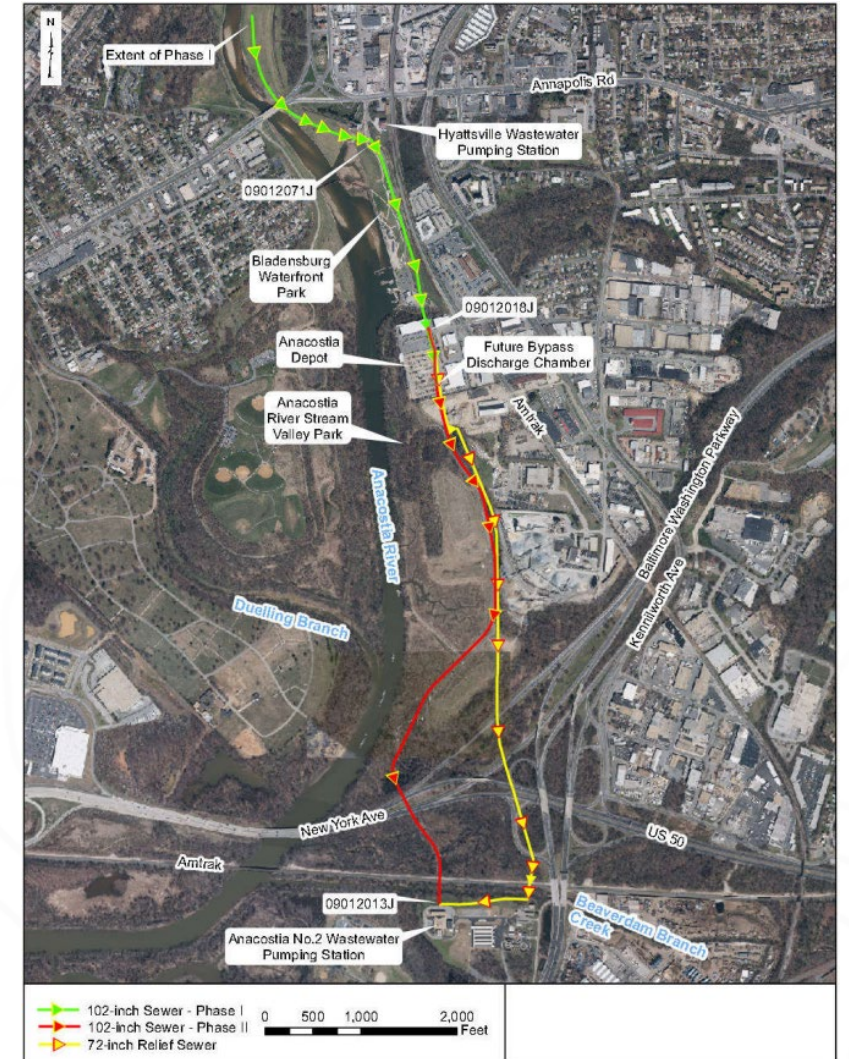 N
Extent of Phase I
Annapolis Rd
Hyattsville Wastewater
Pumping Station
09012071J
Bladensburg
Waterfront
Park
09012018J
Anacostia
Depot
Future Bypass
Discharge Chamber
Anacostia
River Stream
Valley Park
Amtrak
Anacostia River
Baltimore Washington Parkway
Kennilworth Ave
Duelling Branch
New York Ave
US 50
Amtrak
09012013J
Beaverdam Branch
Creek
Anacostia No.2 Wastewater
Pumping Station
102-inch Sewer - Phase I
102-inch Sewer - Phase II
72-inch Relief Sewer
0 500 1,000 2,000
Feet